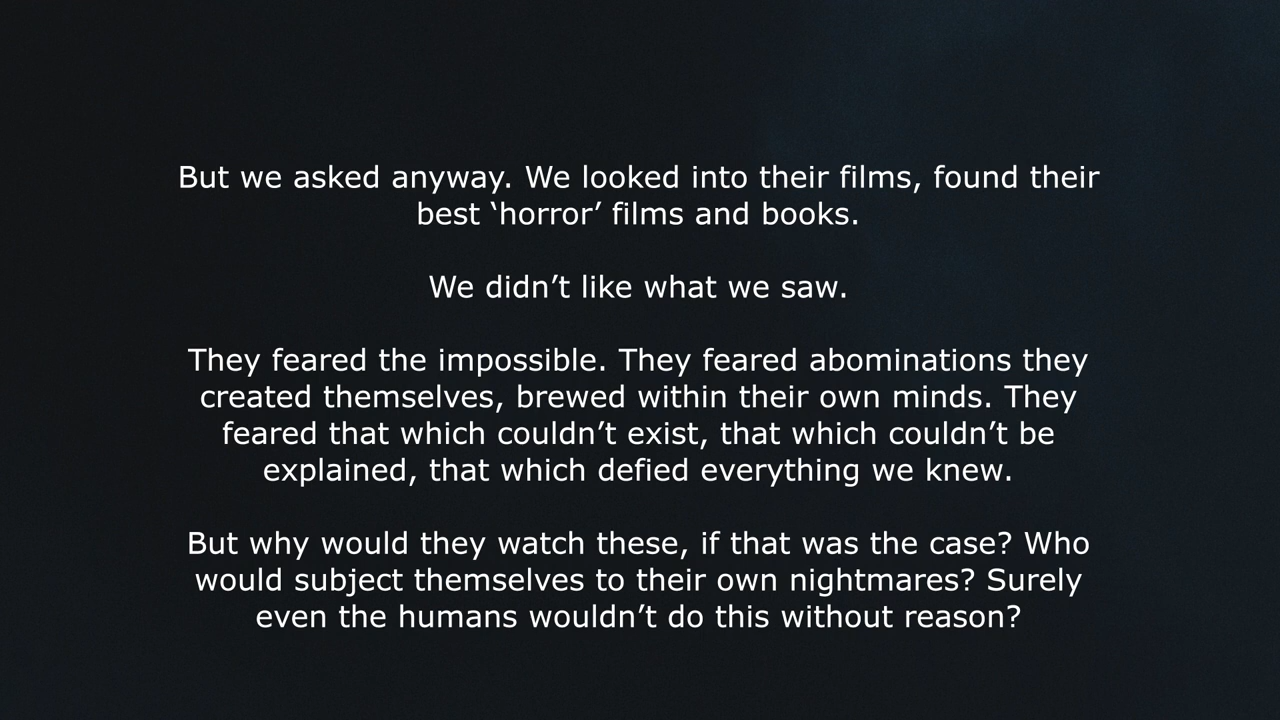 But we asked anyway. We looked into their films, found their
best ‘horror’ films and books.
We didn’t like what we saw.
They feared the impossible. They feared abominations they
created themselves, brewed within their own minds. They
feared that which couldn’t exist, that which couldn’t be
explained, that which defied everything we knew.
But why would they watch these, if that was the case? Who
would subject themselves to their own nightmares? Surely
even the humans wouldn’t do this without reason?